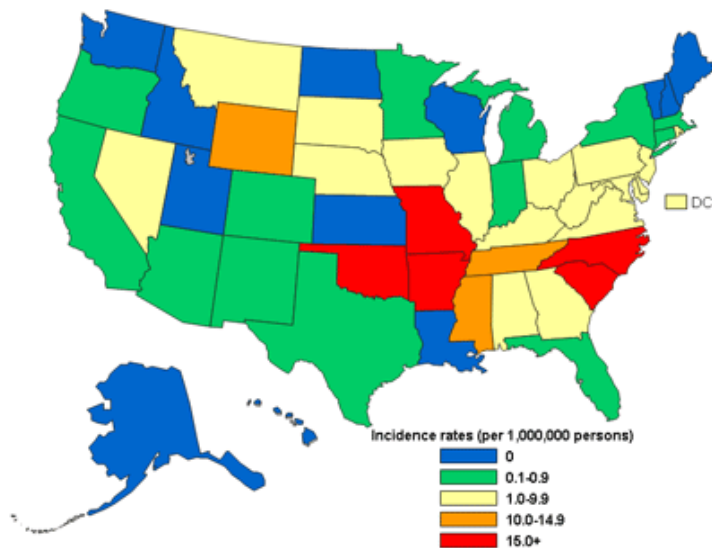 DC
Incidence rates (per 1,000,000 persons)
0
0.1-0.9
1.0-9.9
10.0-14.9
15.0+